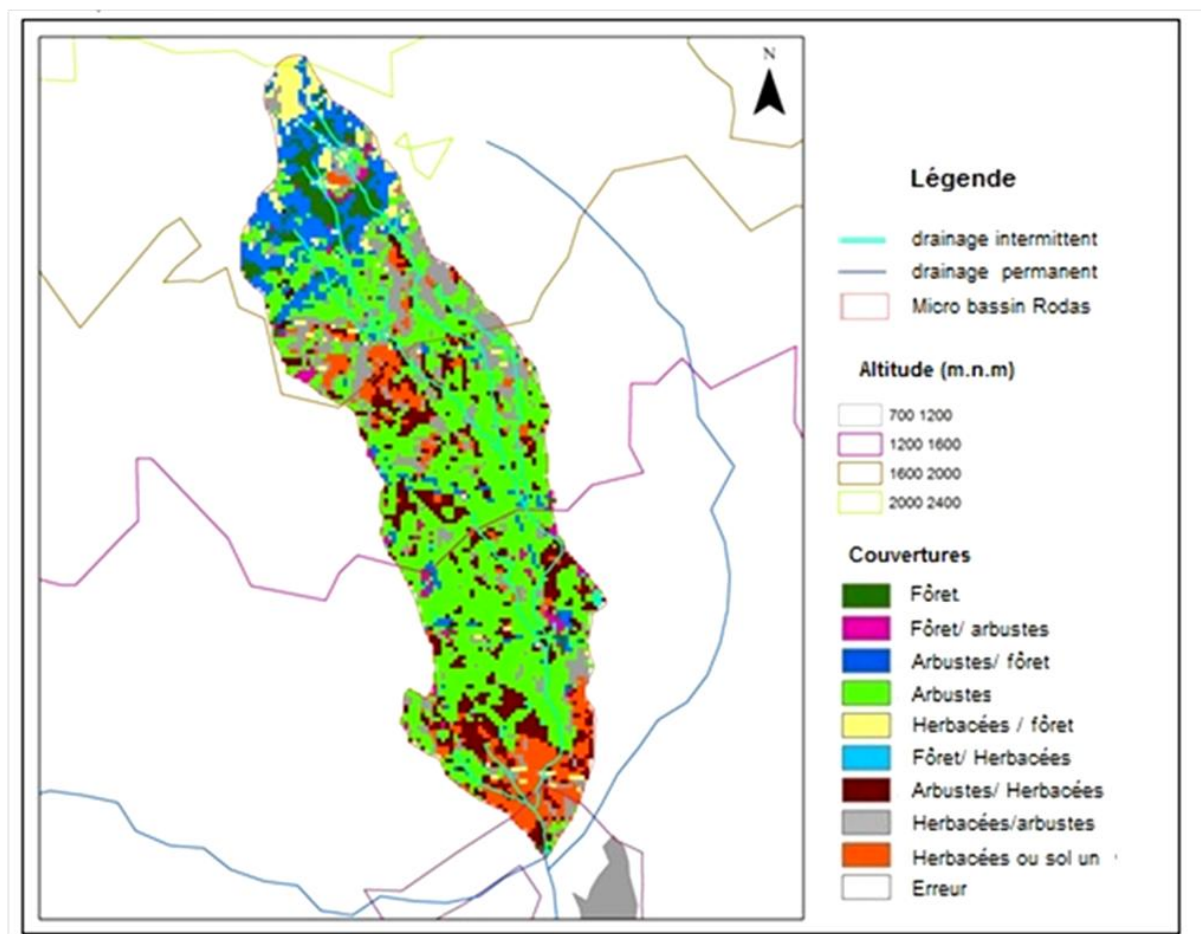 N
Légende
drainage intermittent
drainage permanent
Micro bassin Rodas
Altitude (m.n.m)
700 1200
1200 1600
1600 2000
2000 2400
Couvertures
Fôret
Fôret/ arbustes
Arbustes/ fôret
Arbustes
Herbacées / fôret
Fôret/ Herbacées
Arbustes/ Herbacées
Herbacées/arbustes
Herbacées ou sol un
Erreur